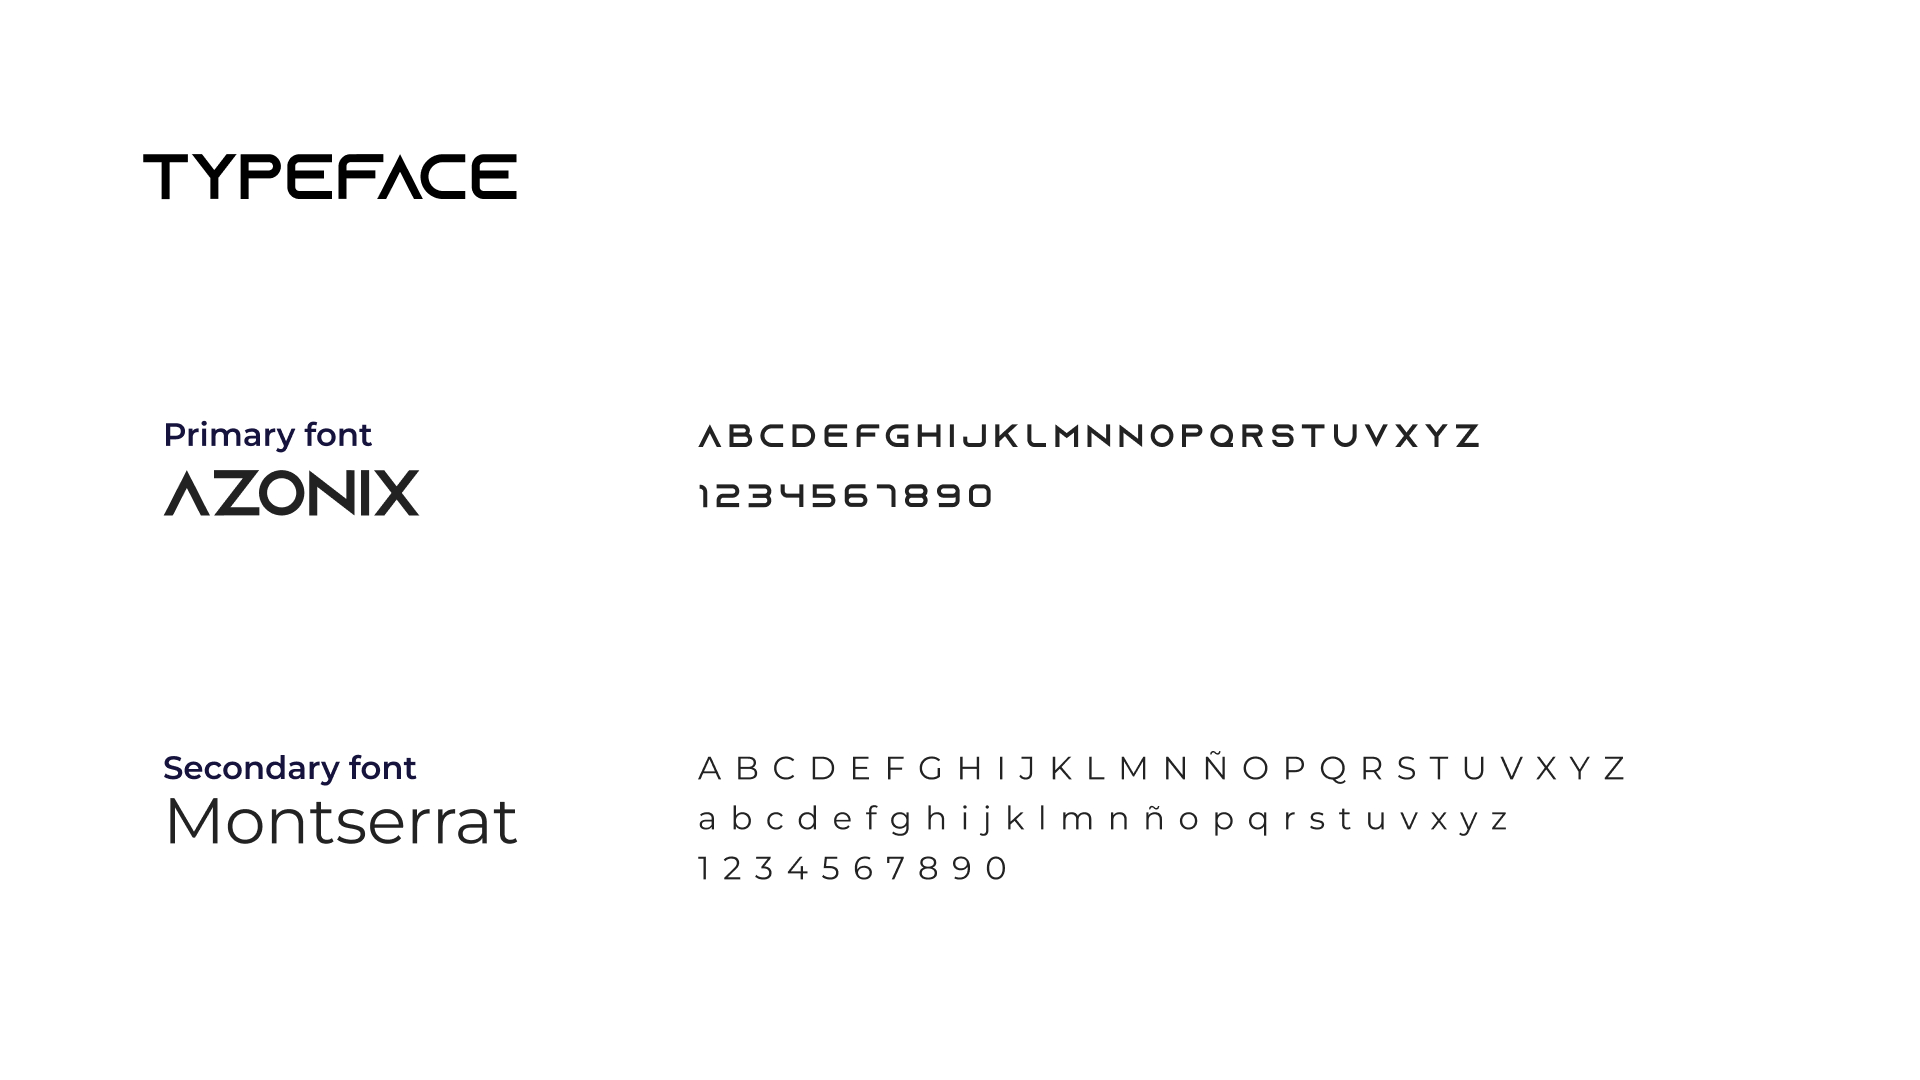 TYPEFACE
Primary font
AZONIX
ABCDEFGHIJKLMNNOPQRSTUVXYZ
1234567890
Secondary font
Montserrat
A B C D E F G H I J K L M N Ñ O P Q R S T U V X Y Z
a b c d e f g h i j k l m n ñ o p q r s t u v x y z
1 2 3 4 5 6 7 8 9 0